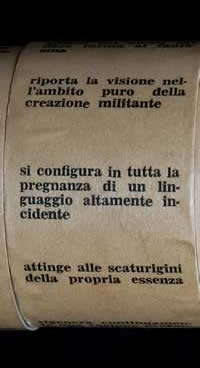 riporta la visione nel-
l'ambito puro della
creazione militante
si configura in tutta la
pregnanza di un lin-
guaggio altamente in-
cidente
attinge alle scaturigini
della propria essenza